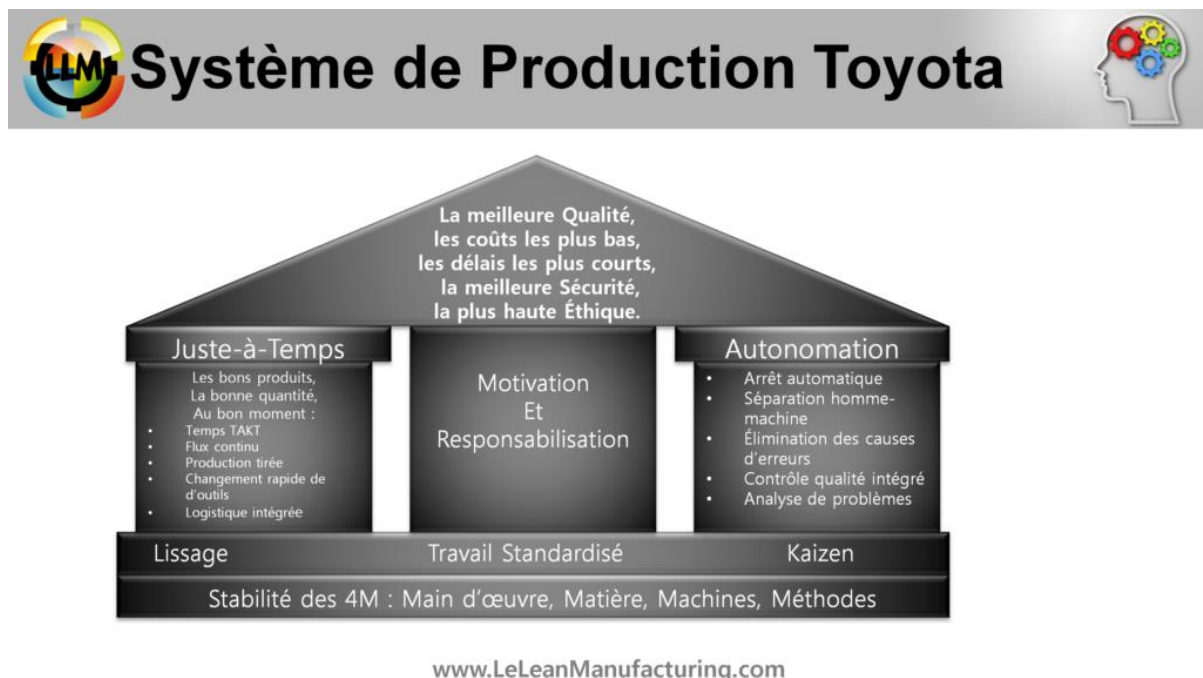 LLM
Système de Production Toyota
La meilleure Qualité,
les coûts les plus bas,
les délais les plus courts,
la meilleure Sécurité,
la plus haute Éthique.
Juste-à-Temps
Les bons produits,
La bonne quantité,
Au bon moment :
• Temps TAKT
• Flux continu
• Production tirée
• Changement rapide de
d'outils
• Logistique intégrée
Motivation
Et
Responsabilisation
Autonomation
• Arrêt automatique
• Séparation homme-
machine
• Élimination des causes
d'erreurs
• Contrôle qualité intégré
• Analyse de problèmes
Lissage Travail Standardisé Kaizen
Stabilité des 4M : Main d'œuvre, Matière, Machines, Méthodes
www.LeLeanManufacturing.com